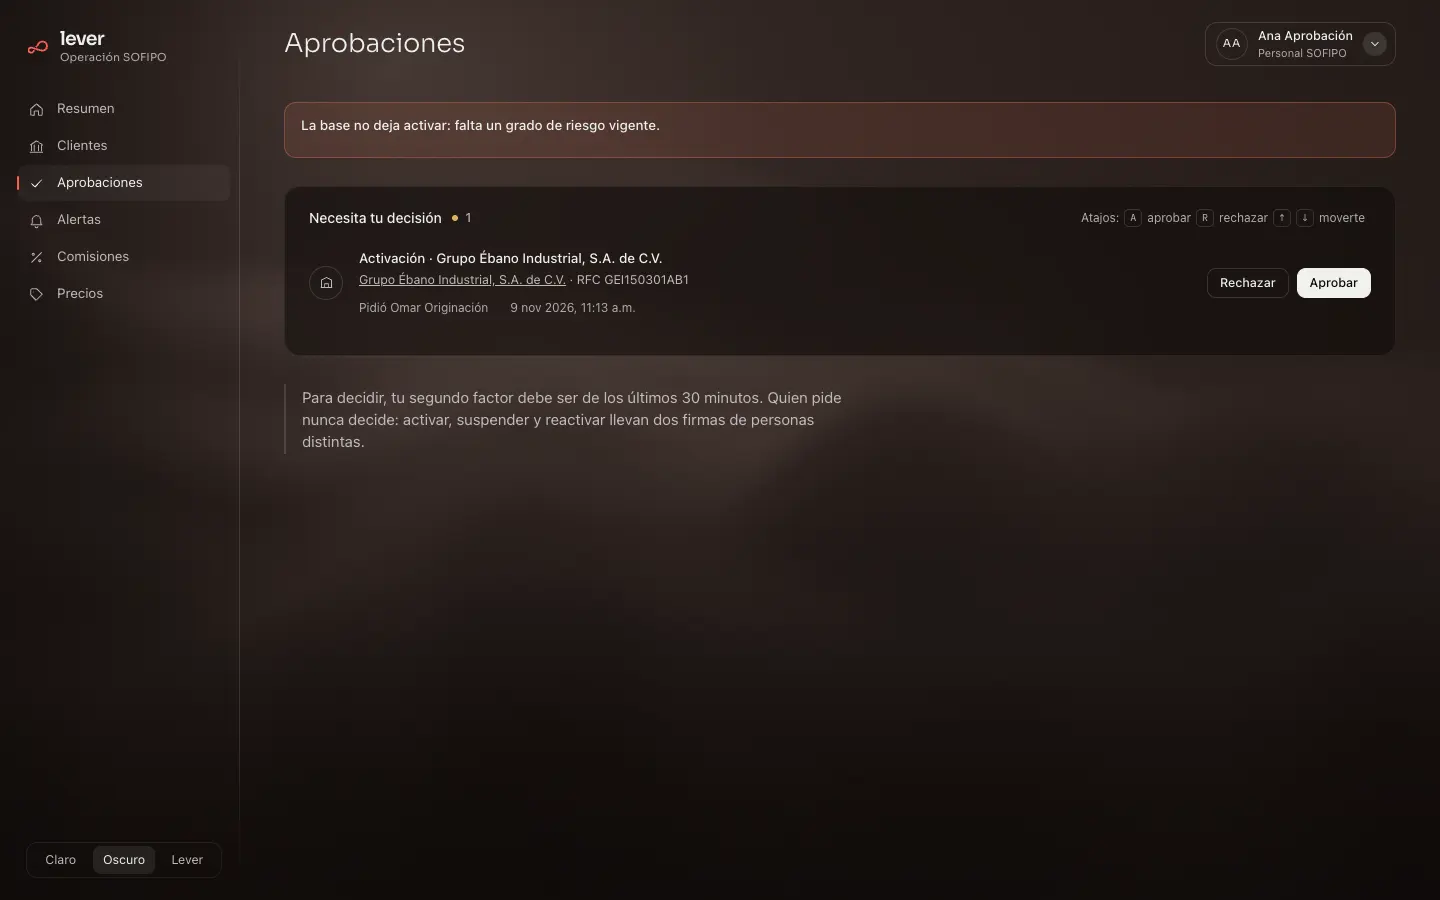 lever
Operación SOFIPO
Resumen
Clientes
Aprobaciones
Alertas
Comisiones
Precios
Claro
Oscuro
Lever
Aprobaciones
AA
Ana Aprobación
Personal SOFIPO
La base no deja activar: falta un grado de riesgo vigente.
Necesita tu decisión • 1
Atajos: A aprobar R rechazar ↑ ↓ moverte
Activación · Grupo Ébano Industrial, S.A. de C.V.
Grupo Ébano Industrial, S.A. de C.V. · RFC GEI150301AB1
Pidió Omar Originación 9 nov 2026, 11:13 a.m.
Rechazar
Aprobar
Para decidir, tu segundo factor debe ser de los últimos 30 minutos. Quien pide
nunca decide: activar, suspender y reactivar llevan dos firmas de personas
distintas.